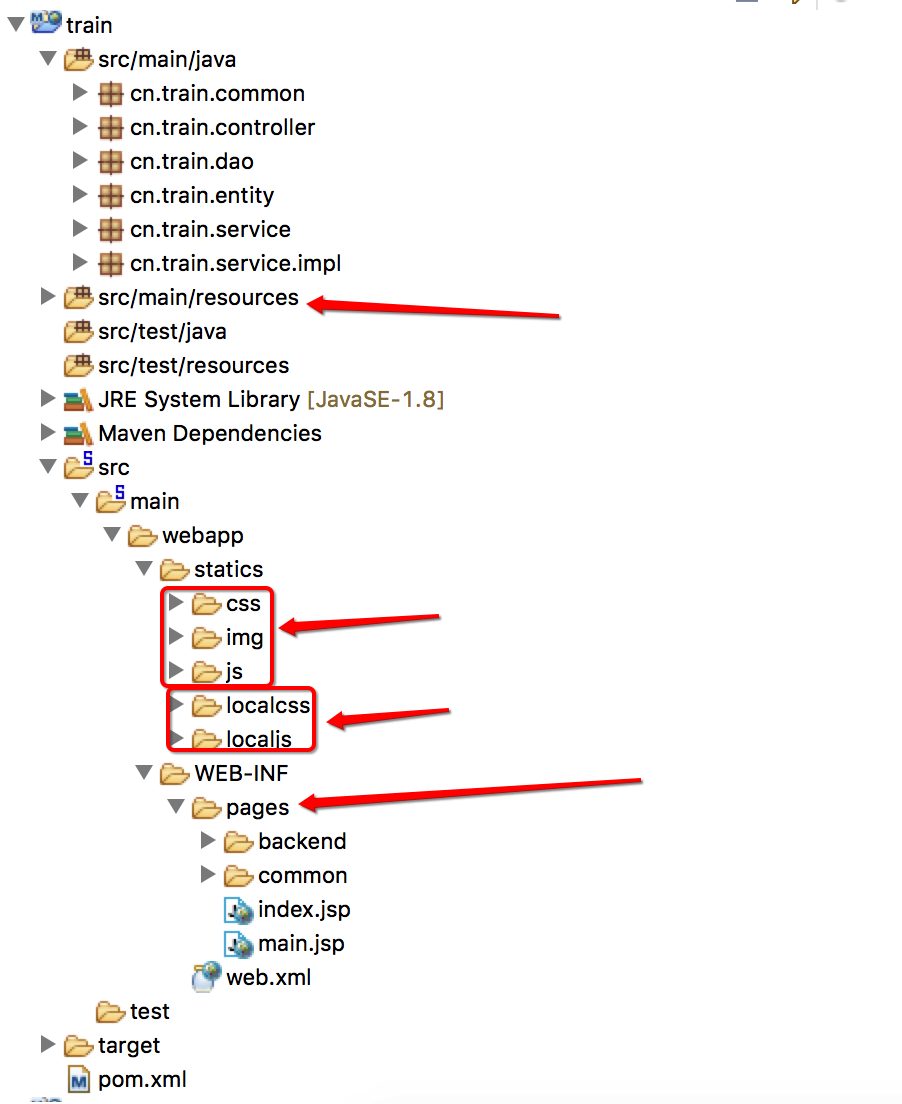 train
src/main/java
cn.train.common
cn.train.controller
cn.train.dao
cn.train.entity
cn.train.service
cn.train.service.impl
src/main/resources
src/test/java
src/test/resources
JRE System Library [JavaSE-1.8]
Maven Dependencies
src
main
webapp
statics
css
img
js
localcss
localjs
WEB-INF
pages
backend
common
index.jsp
main.jsp
web.xml
test
target
pom.xml